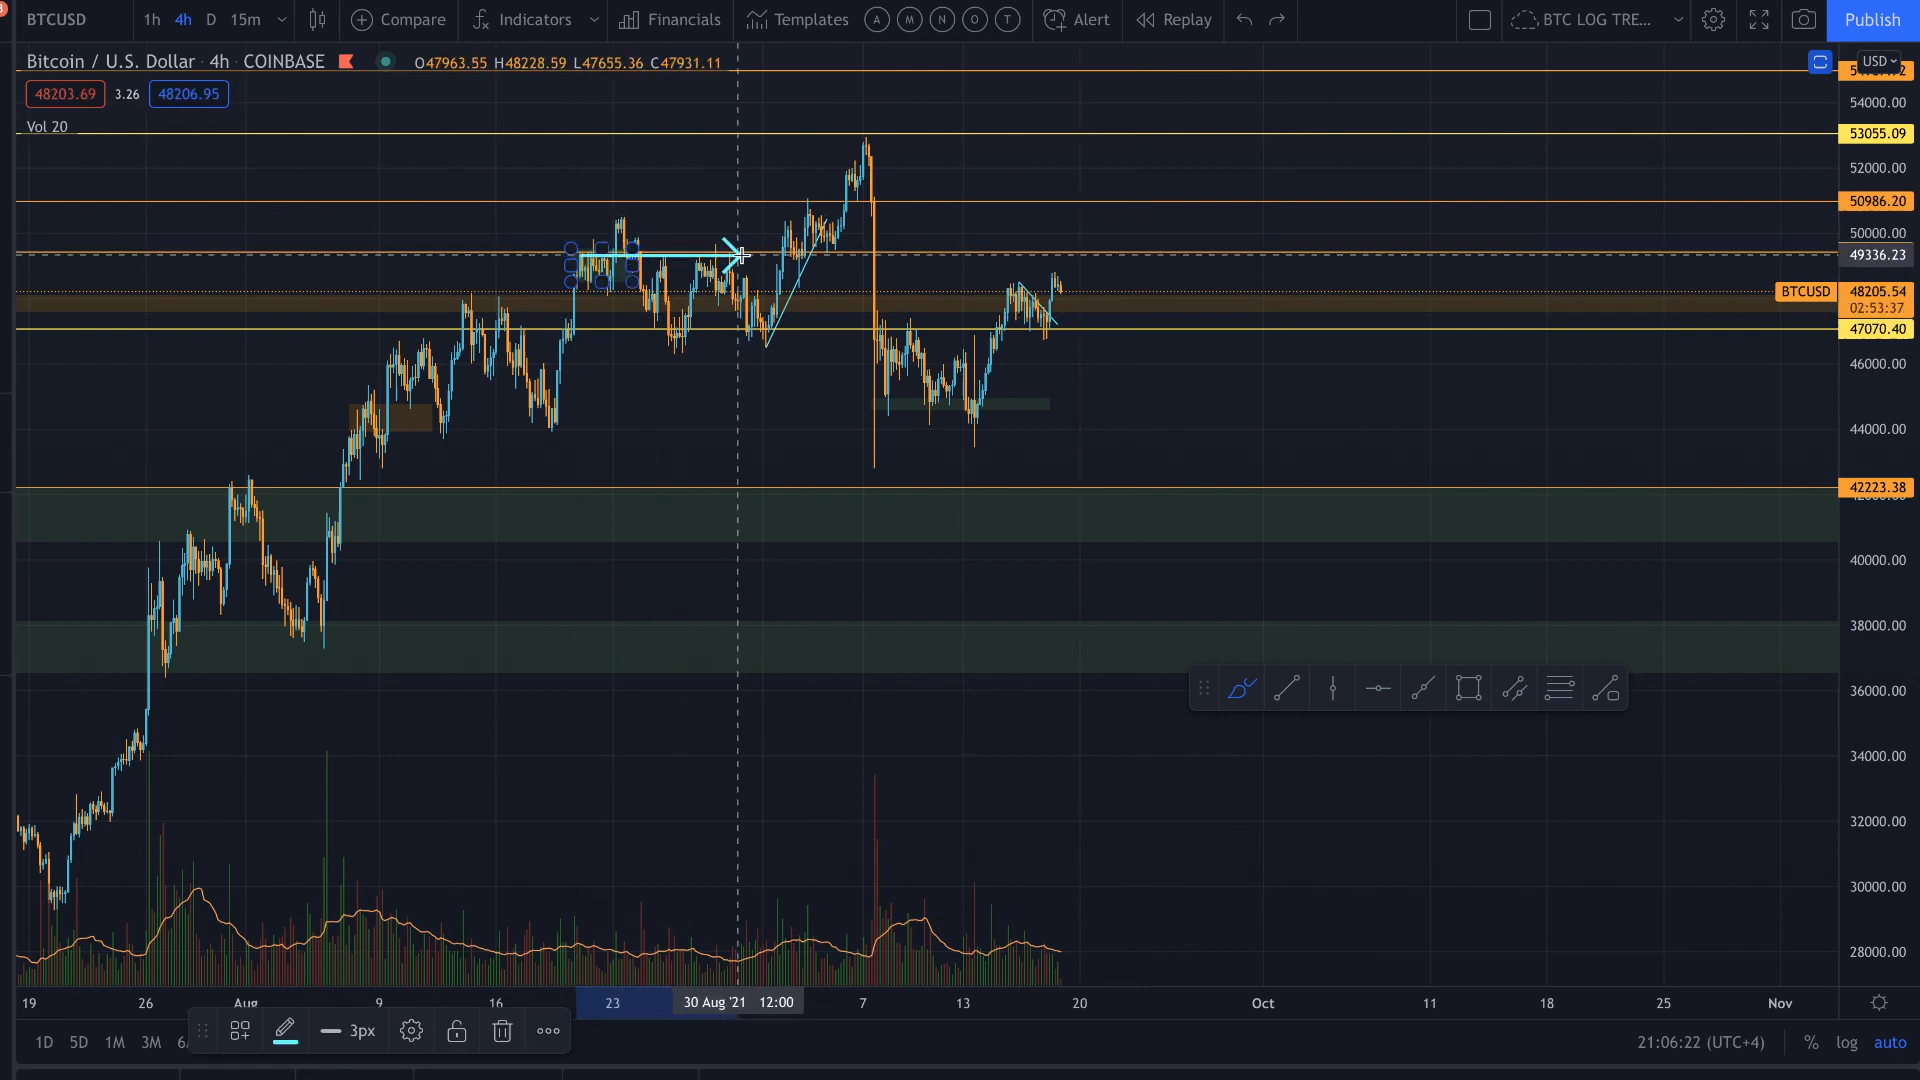 BTCUSD 1h 4h D 15m Compare Indicators Financials Templates A M N O T Alert Replay BTC LOG TRE... Publish
Bitcoin / U.S. Dollar · 4h · COINBASE O47963.55 H48228.59 L47655.36 C47931.11
USD
48203.69 3.26 48206.95
54000.00
Vol 20
53055.09
52000.00
50986.20
50000.00
49336.23
BTCUSD 48205.54
02:53:37
47070.40
46000.00
44000.00
42223.38
40000.00
38000.00
36000.00
34000.00
32000.00
30000.00
28000.00
19 26 Aug 9 16 23 30 Aug '21 12:00 7 13 20 Oct 11 18 25 Nov
3px
1D 5D 1M 3M 21:06:22 (UTC+4) % log auto